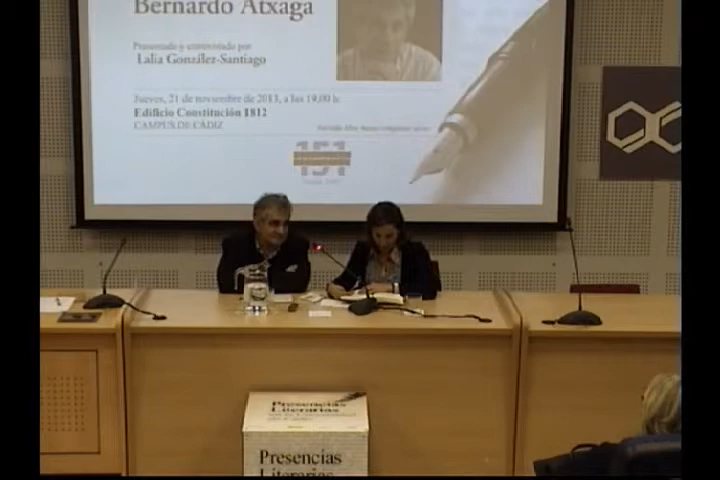 Bernardo Atxaga
Presentado y entrevistado por
Lalia González-Santiago
Jueves, 21 de noviembre de 2013, a las 19,00 h.
Edificio Constitución 1812
CAMPUS DE CÁDIZ
151
Presencias
Literarias
Presencias
Literarias